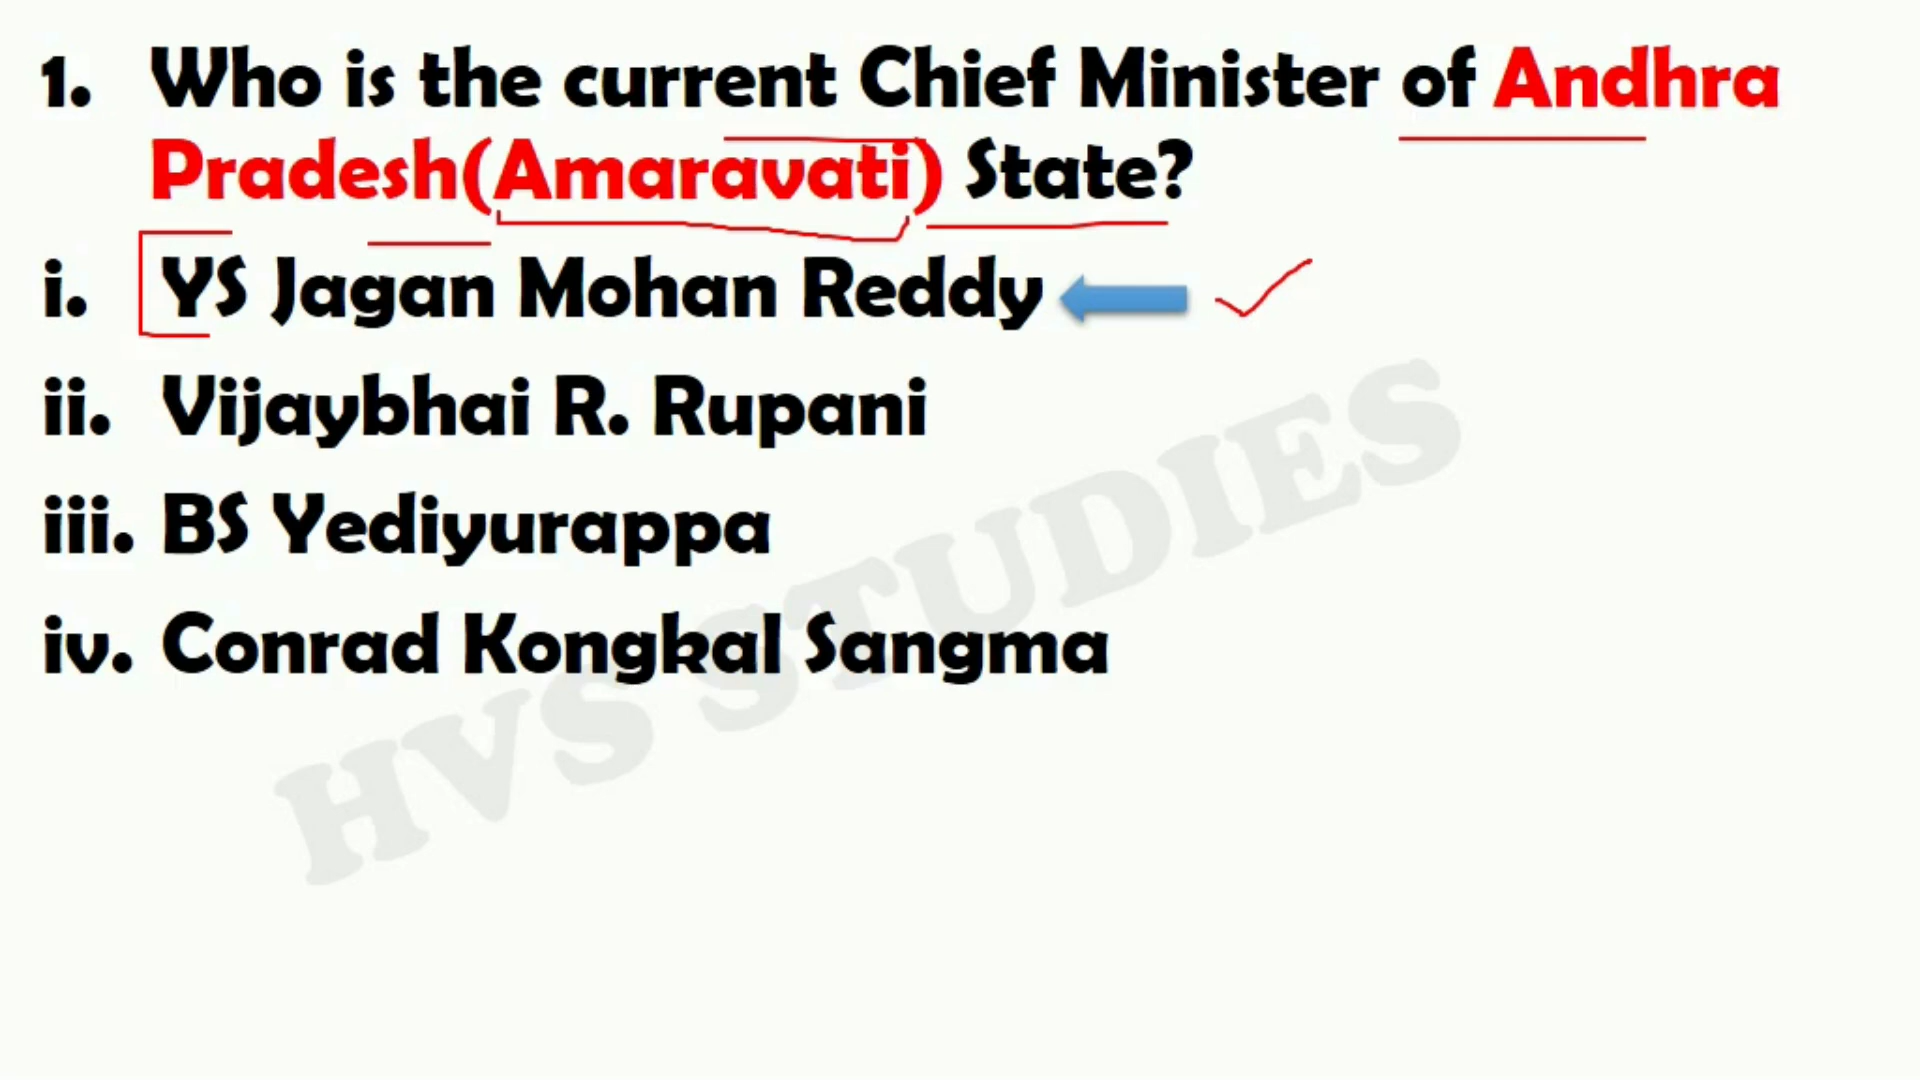 1. Who is the current Chief Minister of Andhra
Pradesh(Amaravati) State?
i. YS Jagan Mohan Reddy
ii. Vijaybhai R. Rupani
iii. BS Yediyurappa
iv. Conrad Kongkal Sangma
HVS STUDIES